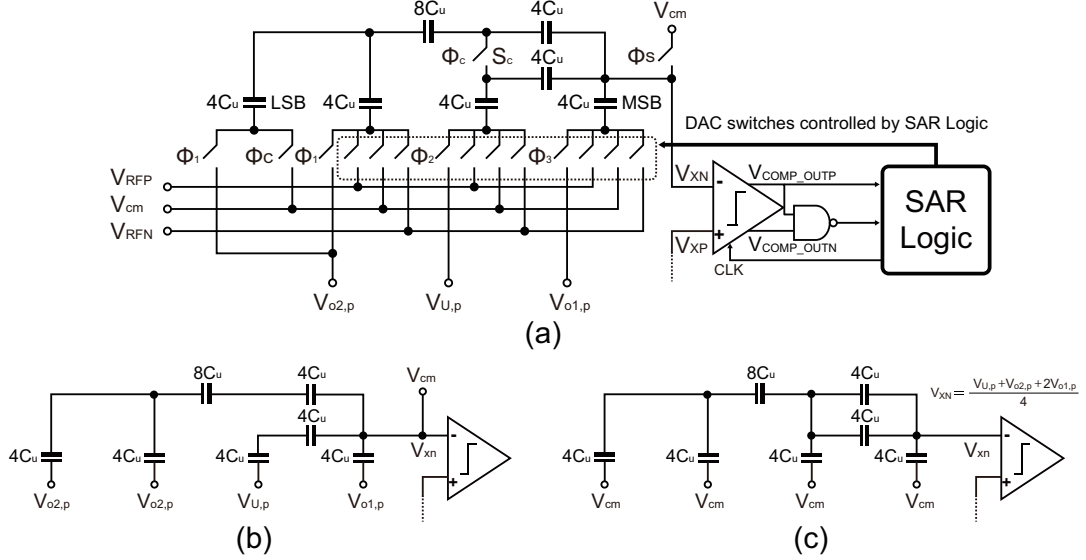 8Cu 4Cu Vcm
Φc Sc ΦS
4Cu
4Cu LSB 4Cu 4Cu 4Cu MSB
DAC switches controlled by SAR Logic
Φ1 ΦC Φ1 Φ2 Φ3
VRFP
Vcm
VRFN
VXN VCOMP_OUTP
- +
SAR
Logic
VXP VCOMP_OUTN
CLK
Vo2,p VU,p Vo1,p
(a)
8Cu 4Cu Vcm
4Cu
4Cu 4Cu 4Cu 4Cu Vxn
- +
Vo2,p Vo2,p VU,p Vo1,p
(b)
8Cu 4Cu VXN = (VU,p + Vo2,p + 2Vo1,p) / 4
4Cu
4Cu 4Cu 4Cu 4Cu Vxn
- +
Vcm Vcm Vcm Vcm
(c)